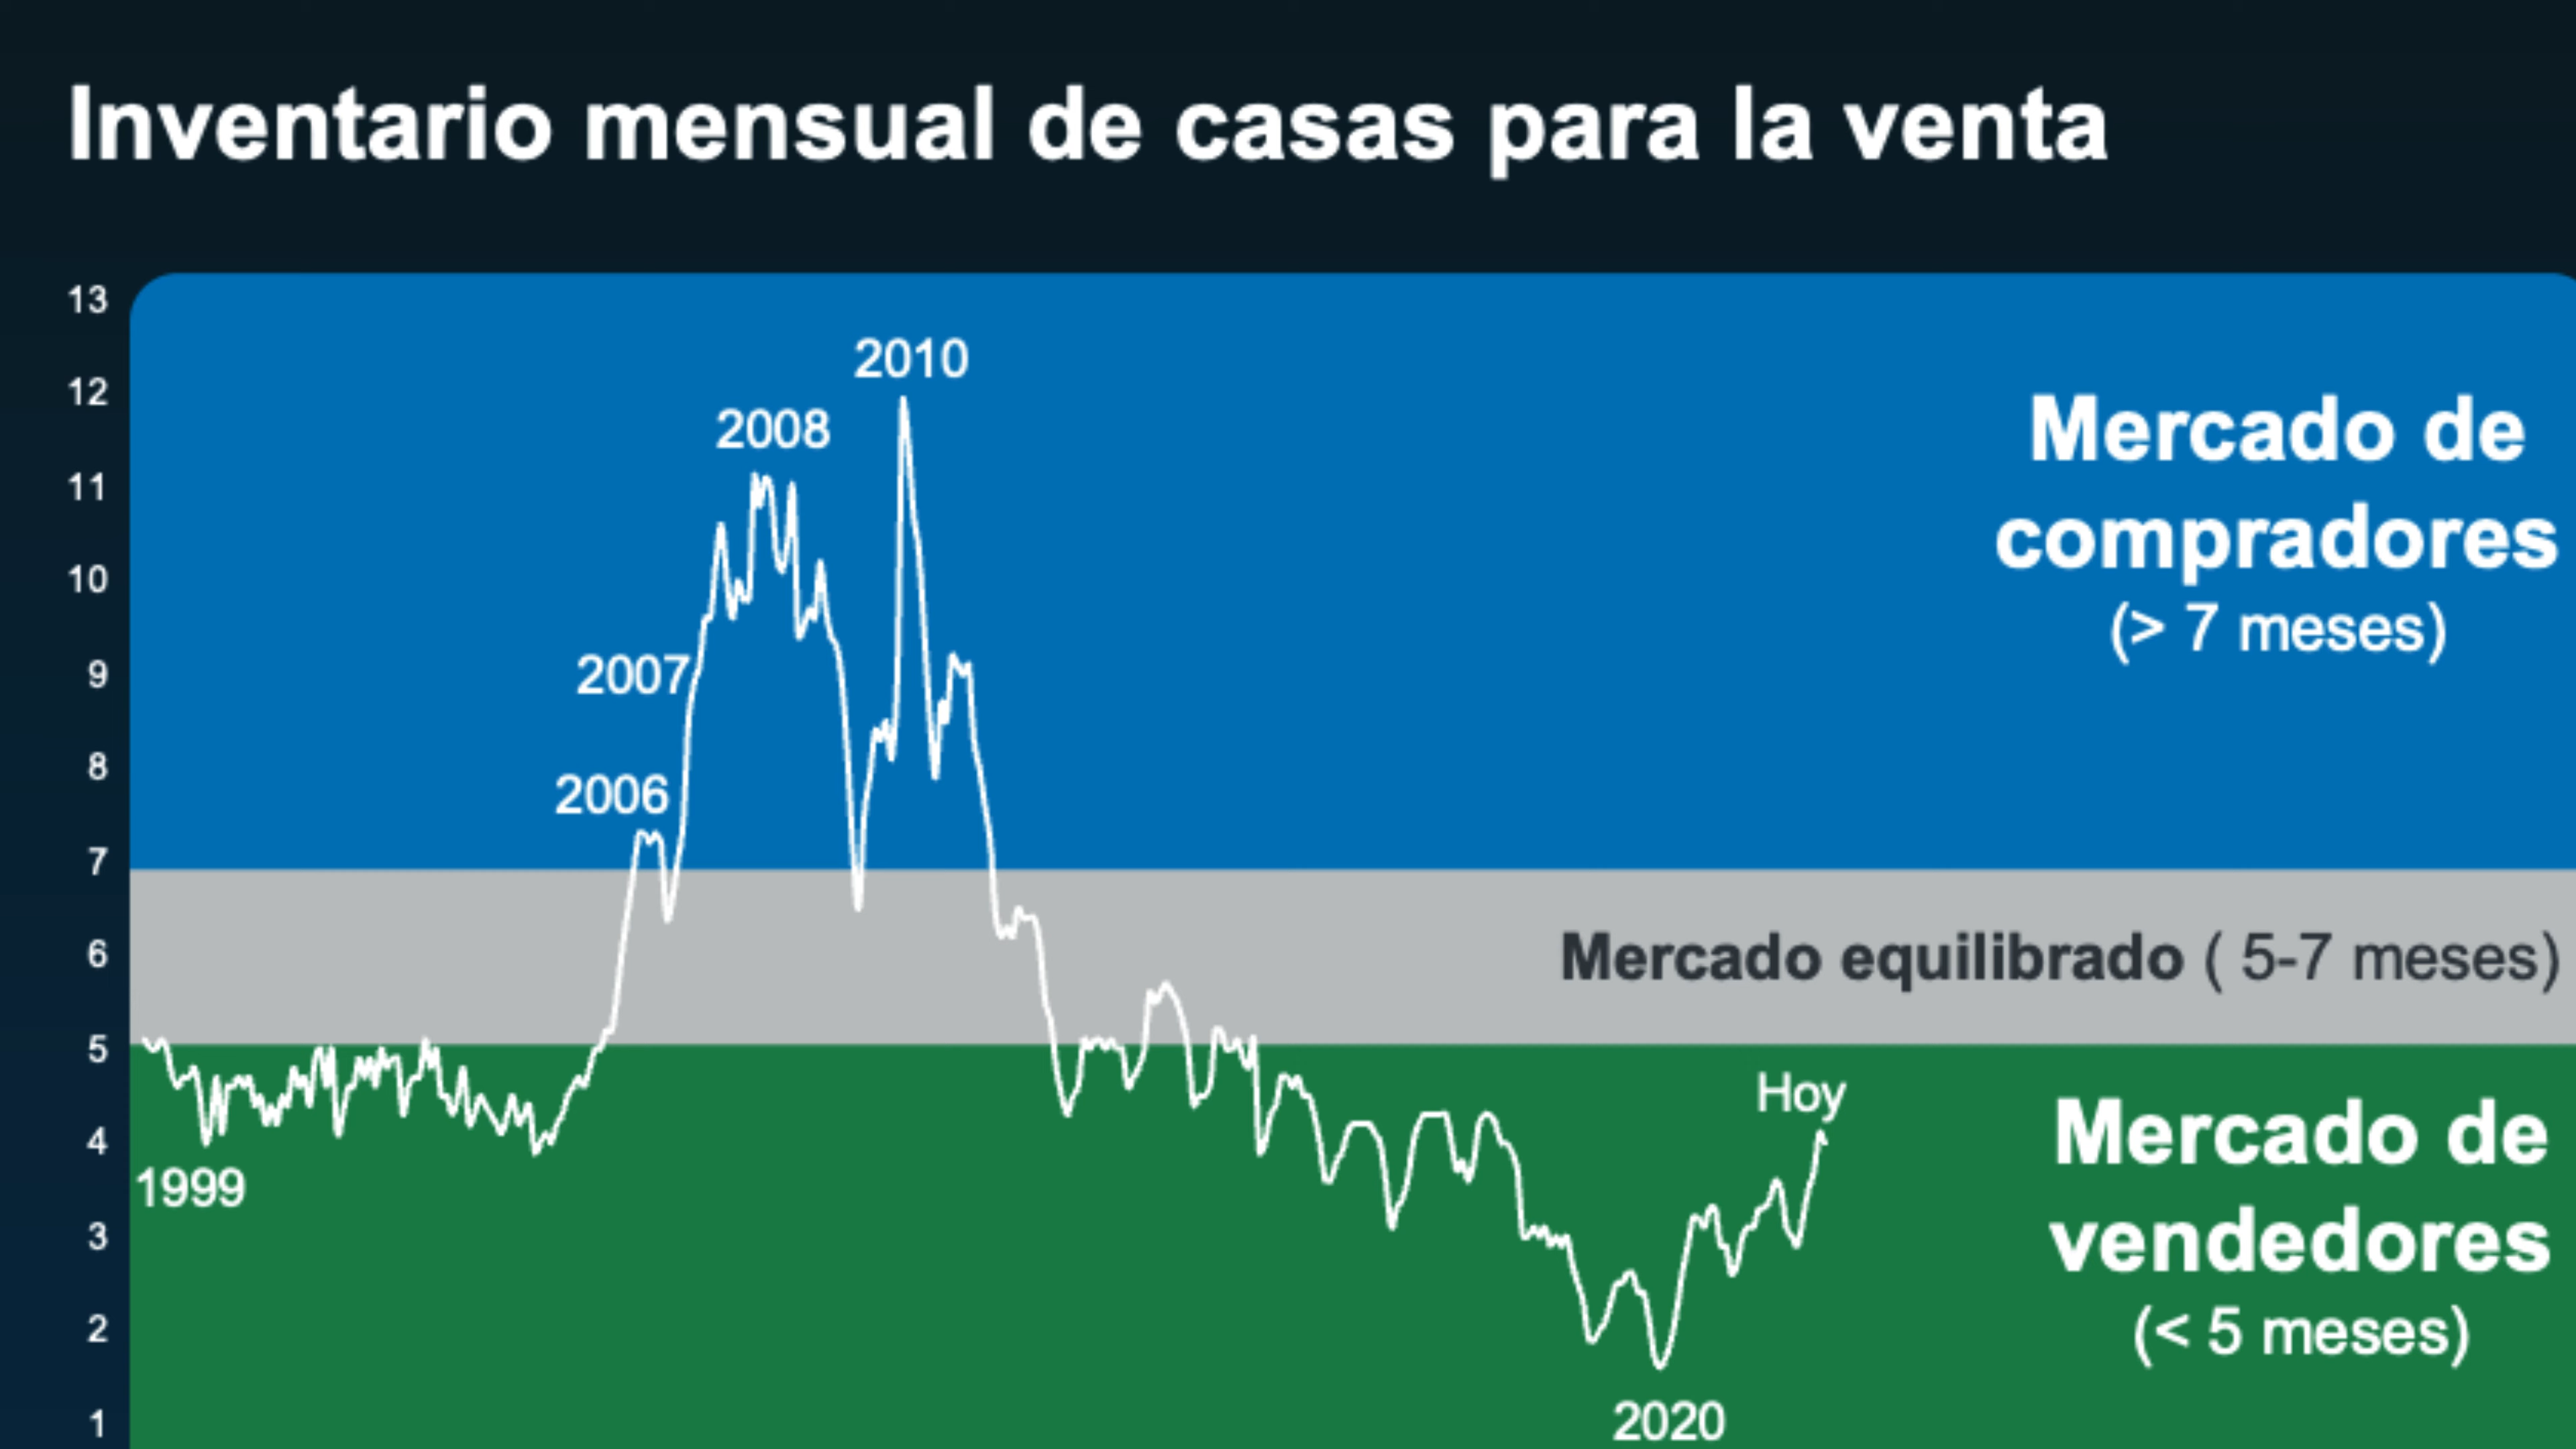 Inventario mensual de casas para la venta
13
12
11
10
9
8
7
6
5
4
3
2
1
2010
2008
2007
2006
1999
2020
Hoy
Mercado de
compradores
(> 7 meses)
Mercado equilibrado ( 5-7 meses)
Mercado de
vendedores
(< 5 meses)